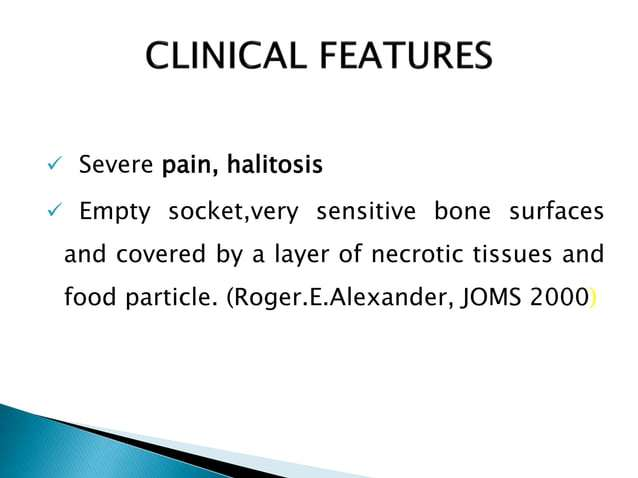 CLINICAL FEATURES
✓ Severe pain, halitosis
✓ Empty socket,very sensitive bone surfaces
and covered by a layer of necrotic tissues and
food particle. (Roger.E.Alexander, JOMS 2000)